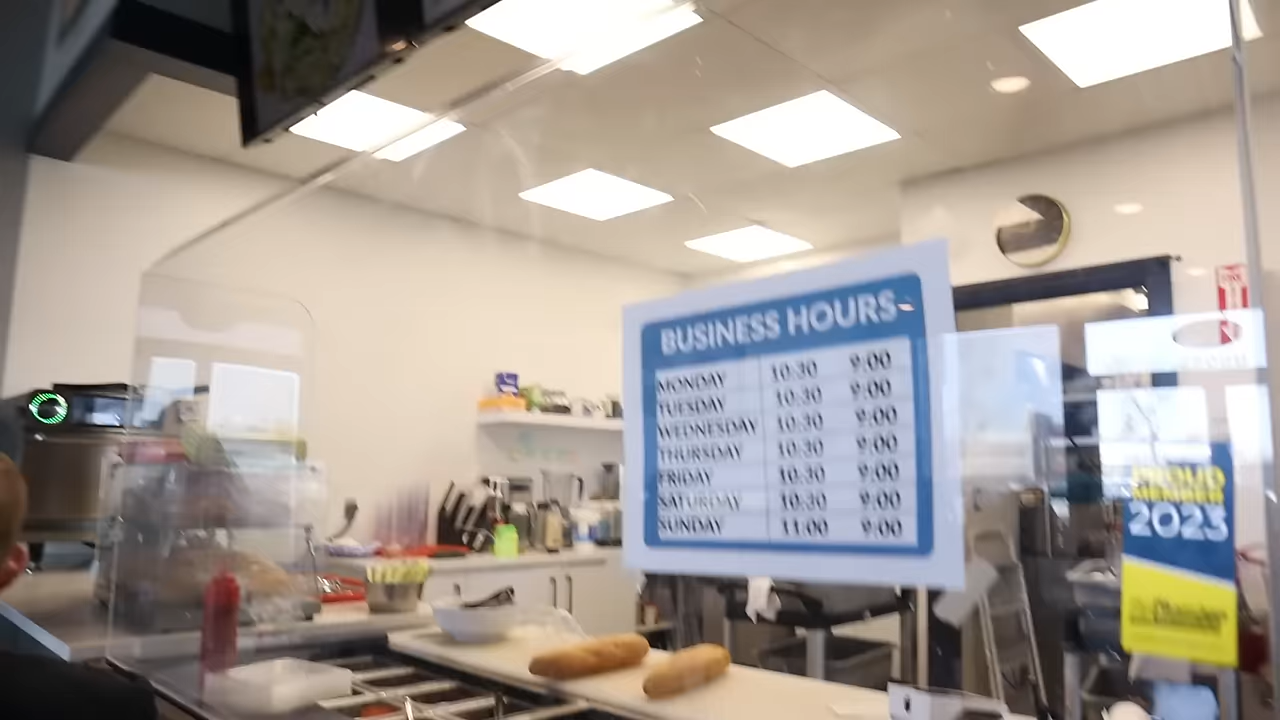 BUSINESS HOURS
MONDAY 10:30 9:00
TUESDAY 10:30 9:00
WEDNESDAY 10:30 9:00
THURSDAY 10:30 9:00
FRIDAY 10:30 9:00
SATURDAY 10:30 9:00
SUNDAY 11:00 9:00
PROUD
MEMBER
2023